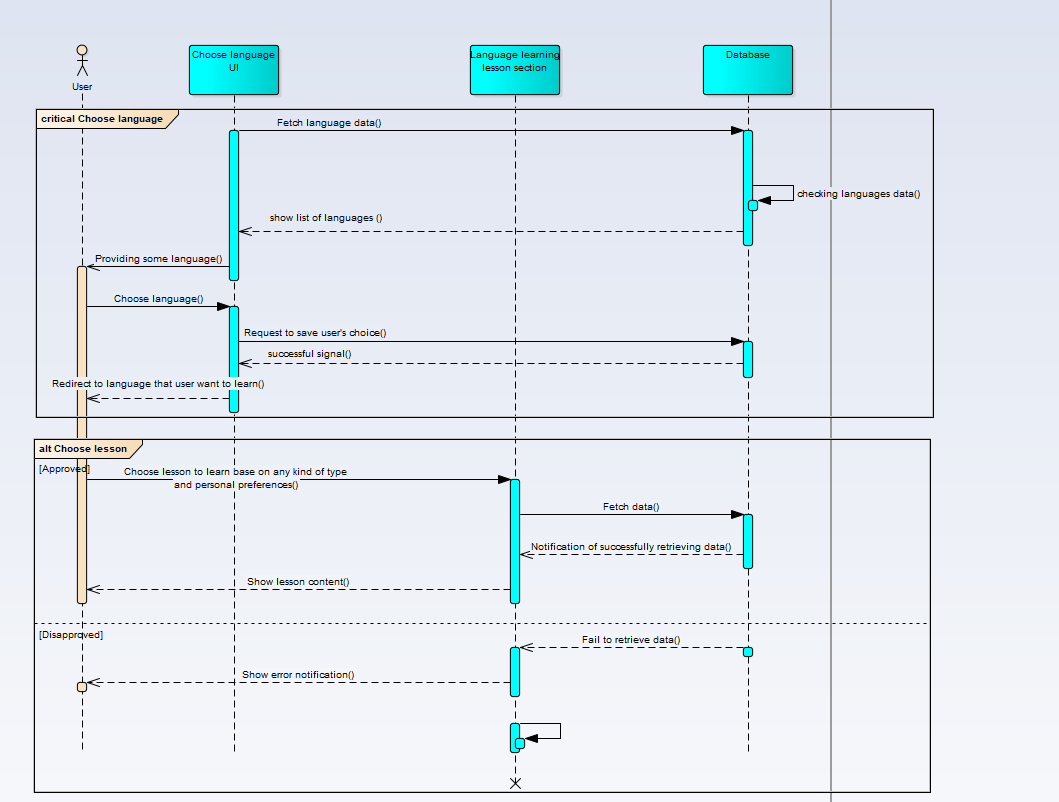 User
Choose language
UI
Language learning
lesson section
Database
critical Choose language
Fetch language data()
checking languages data()
show list of languages ()
Providing some language()
Choose language()
Request to save user's choice()
successful signal()
Redirect to language that user want to learn()
alt Choose lesson
[Approved]
Choose lesson to learn base on any kind of type
and personal preferences()
Fetch data()
Notification of successfully retrieving data()
Show lesson content()
[Disapproved]
Fail to retrieve data()
Show error notification()